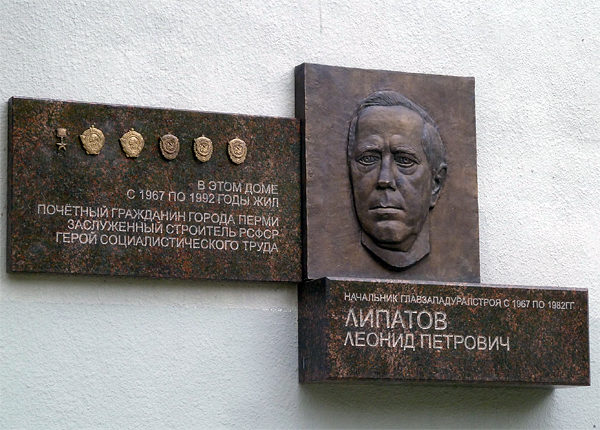 В ЭТОМ ДОМЕ
С 1967 ПО 1992 ГОДЫ ЖИЛ
ПОЧЁТНЫЙ ГРАЖДАНИН ГОРОДА ПЕРМИ
ЗАСЛУЖЕННЫЙ СТРОИТЕЛЬ РСФСР
ГЕРОЙ СОЦИАЛИСТИЧЕСКОГО ТРУДА
НАЧАЛЬНИК ГЛАВЗАПАДУРАЛСТРОЯ С 1967 ПО 1982ГГ.
ЛИПАТОВ
ЛЕОНИД ПЕТРОВИЧ